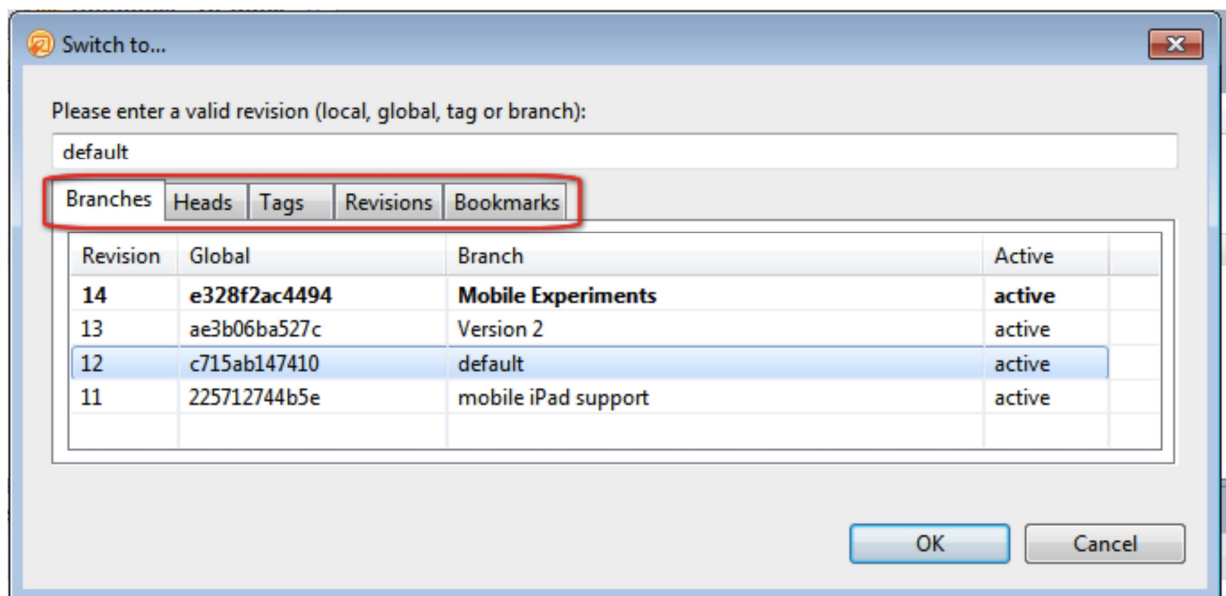 Switch to...
Please enter a valid revision (local, global, tag or branch):
default
Branches Heads Tags Revisions Bookmarks
Revision Global Branch Active
14 e328f2ac4494 Mobile Experiments active
13 ae3b06ba527c Version 2 active
12 c715ab147410 default active
11 225712744b5e mobile iPad support active
OK Cancel